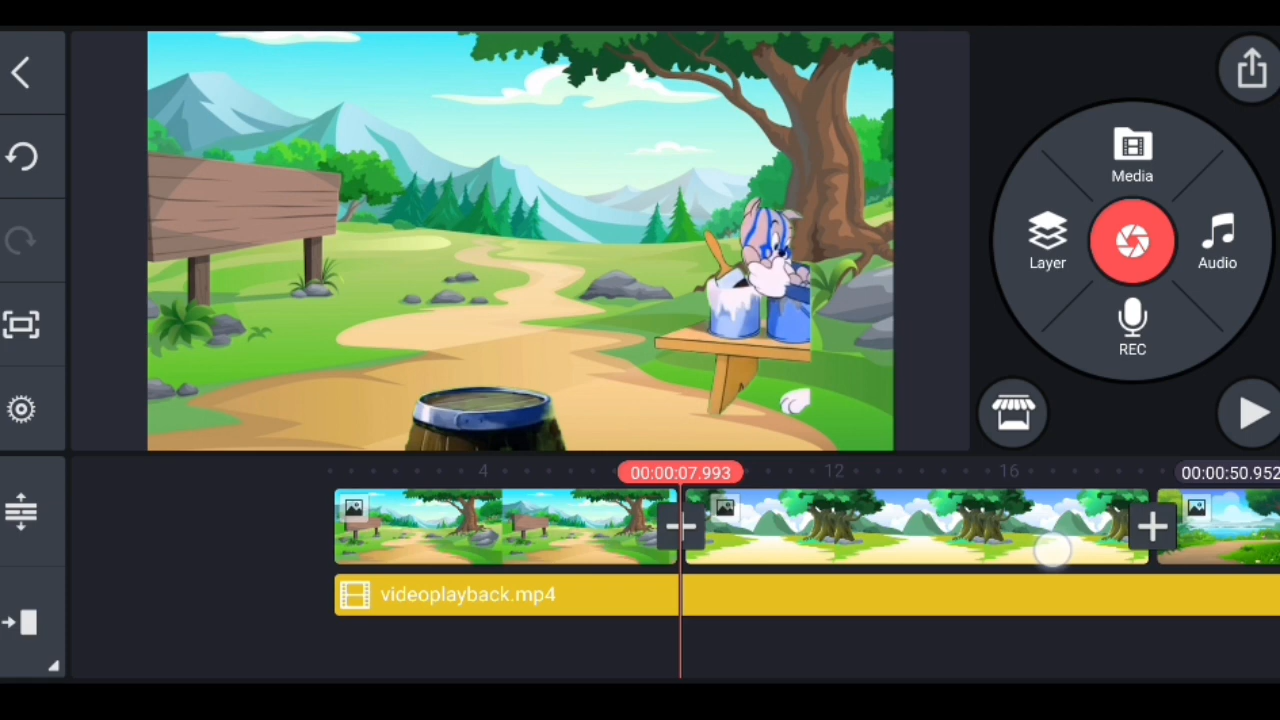 Media
Layer
Audio
REC
4
00:00:07.993
12
16
00:00:50.952
videoplayback.mp4